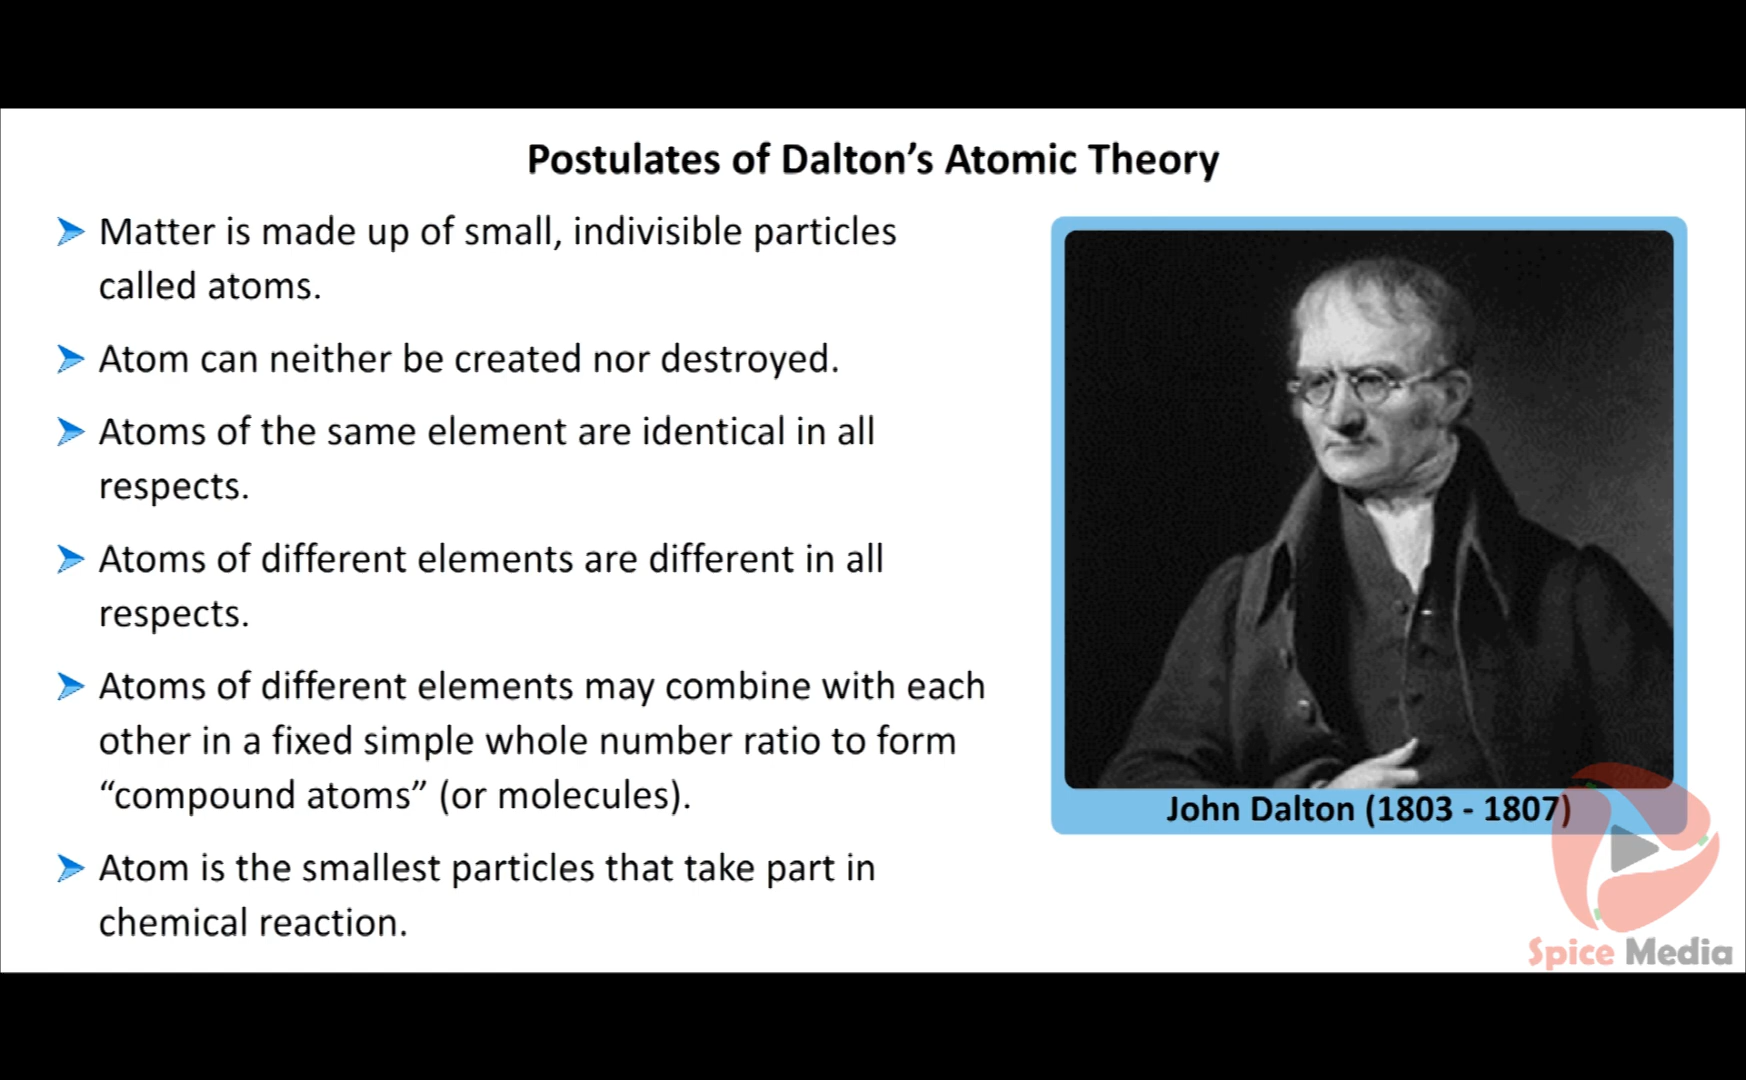 Postulates of Dalton’s Atomic Theory
Matter is made up of small, indivisible particles
called atoms.
Atom can neither be created nor destroyed.
Atoms of the same element are identical in all
respects.
Atoms of different elements are different in all
respects.
Atoms of different elements may combine with each
other in a fixed simple whole number ratio to form
“compound atoms” (or molecules).
Atom is the smallest particles that take part in
chemical reaction.
John Dalton (1803 - 1807)
Spice Media